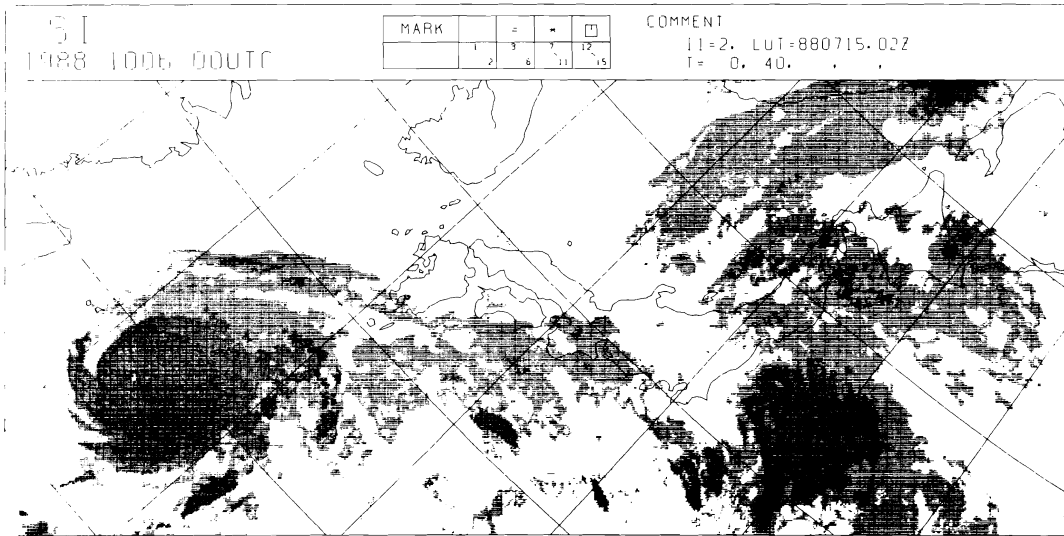 SI
1988 1006 00UTC
MARK = * 
1 3 7 12
2 6 11 15
COMMENT
I1=2. LUT=880715.02Z
T= 0. 40. . .